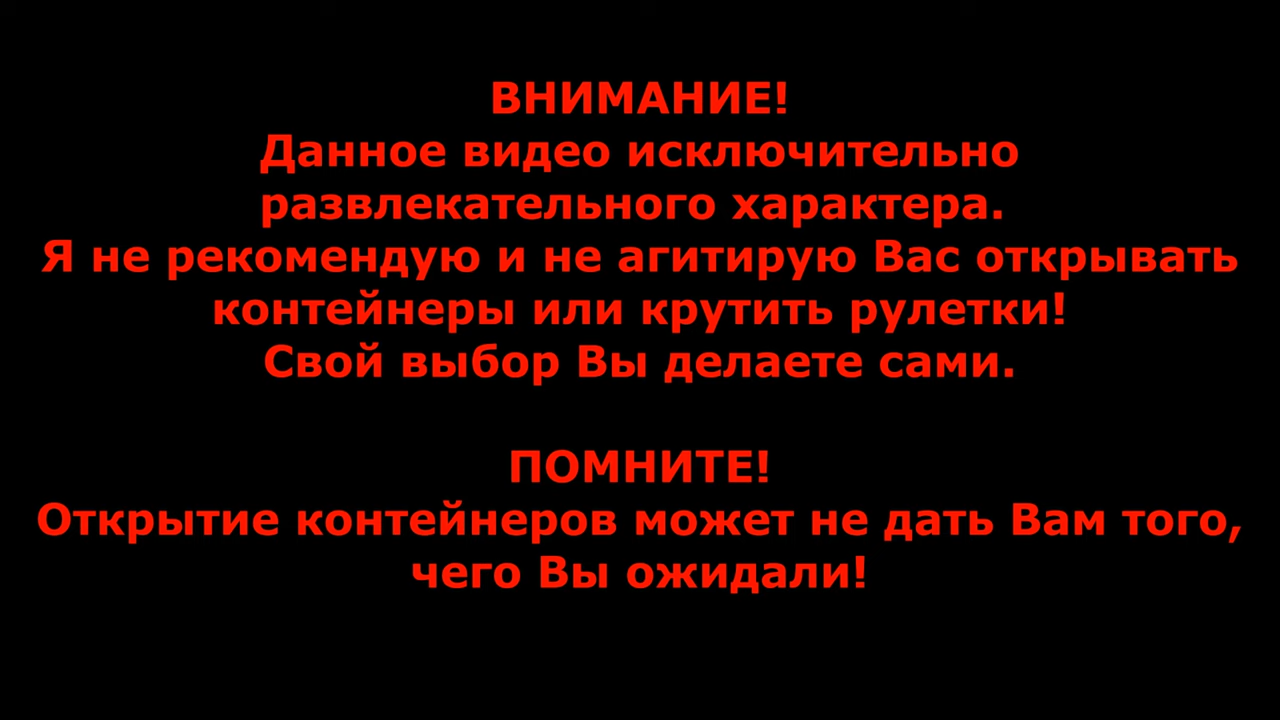 ВНИМАНИЕ!
Данное видео исключительно
развлекательного характера.
Я не рекомендую и не агитирую Вас открывать
контейнеры или крутить рулетки!
Свой выбор Вы делаете сами.
ПОМНИТЕ!
Открытие контейнеров может не дать Вам того,
чего Вы ожидали!